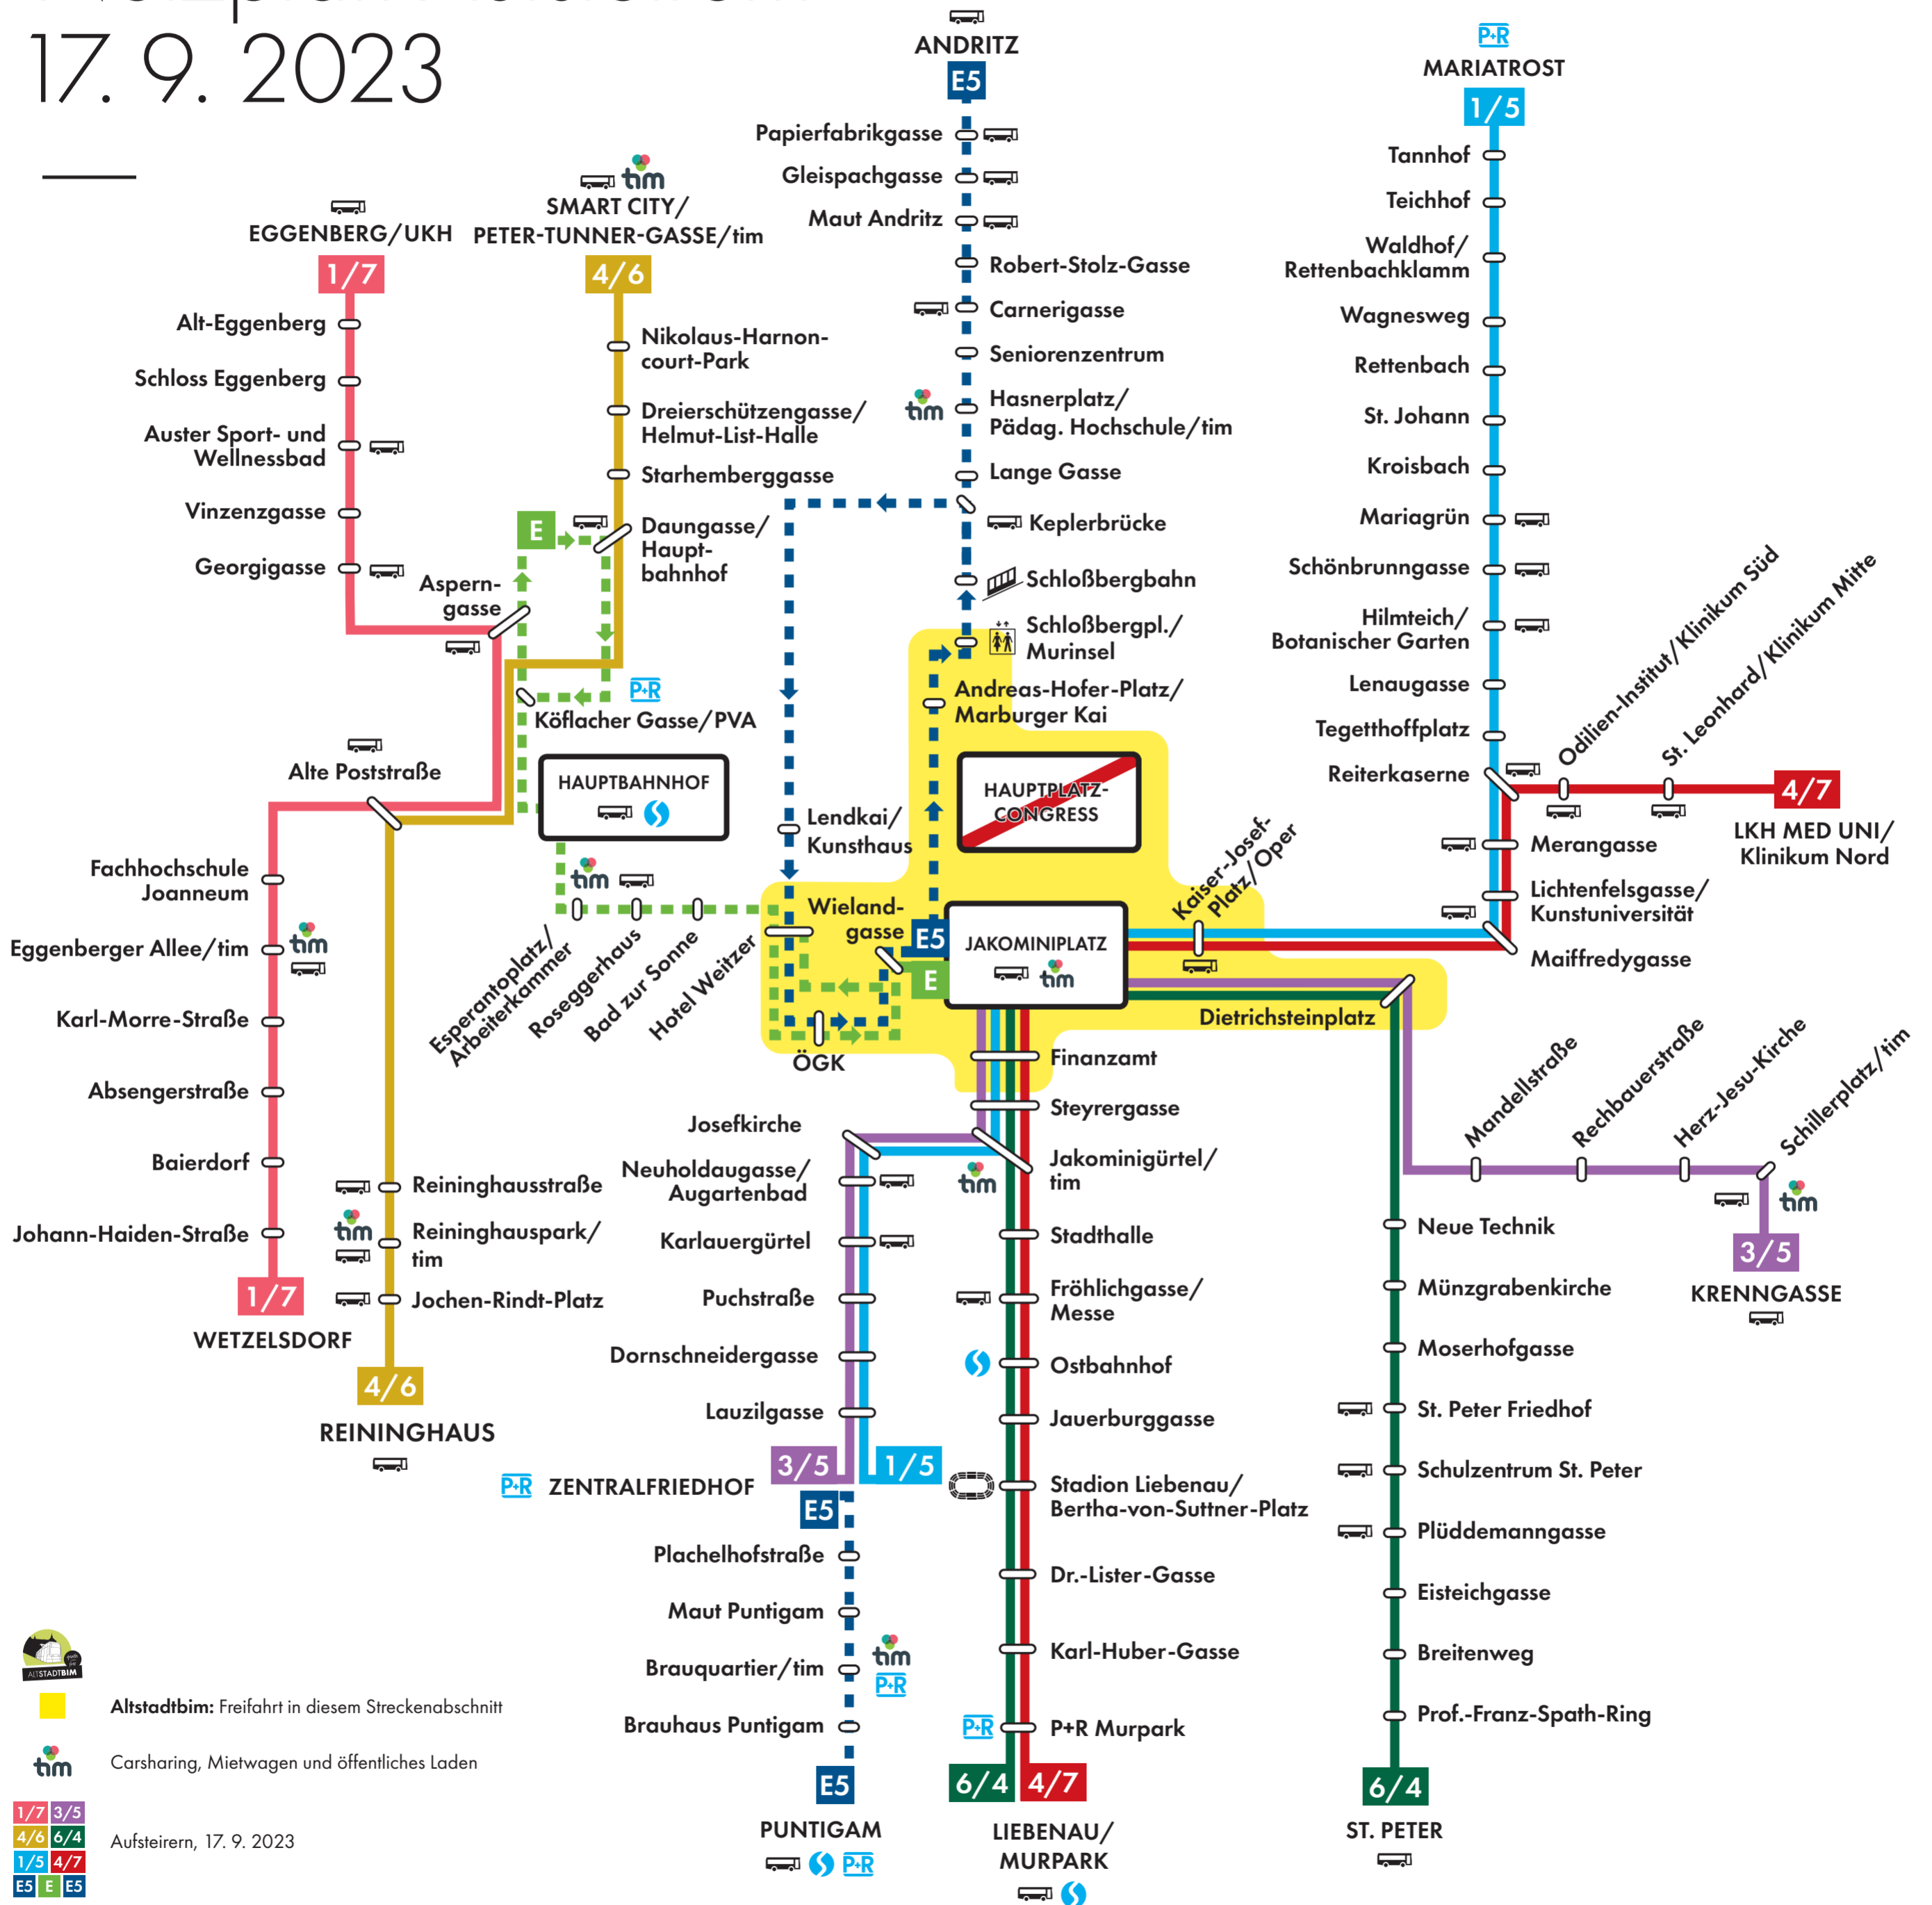 17. 9. 2023
ANDRITZ
E5
P+R
MARIATROST
1/5
Papierfabrikgasse
Gleispachgasse
Maut Andritz
Robert-Stolz-Gasse
Carnerigasse
Seniorenzentrum
tim
Hasnerplatz/
Pädag. Hochschule/tim
Lange Gasse
Keplerbrücke
Schloßbergbahn
Schloßbergpl./
Murinsel
Andreas-Hofer-Platz/
Marburger Kai
Tannhof
Teichhof
Waldhof/
Rettenbachklamm
Wagnesweg
Rettenbach
St. Johann
Kroisbach
Mariagrün
Schönbrunngasse
Hilmteich/
Botanischer Garten
Lenaugasse
Tegetthoffplatz
Reiterkaserne
Odilien-Institut/Klinikum Süd
St. Leonhard/Klinikum Mitte
4/7
LKH MED UNI/
Klinikum Nord
Merangasse
Lichtenfelsgasse/
Kunstuniversität
Maiffredygasse
Kaiser-Josef-
Platz/Oper
EGGENBERG/UKH
1/7
Alt-Eggenberg
Schloss Eggenberg
Auster Sport- und
Wellnessbad
Vinzenzgasse
Georgigasse
Aspern-
gasse
tim
SMART CITY/
PETER-TUNNER-GASSE/tim
4/6
Nikolaus-Harnon-
court-Park
Dreierschützengasse/
Helmut-List-Halle
Starhemberggasse
E
Daungasse/
Haupt-
bahnhof
P+R
Köflacher Gasse/PVA
Alte Poststraße
HAUPTBAHNHOF
HAUPTPLATZ-
CONGRESS
Lendkai/
Kunsthaus
Wieland-
gasse
E5
E
JAKOMINIPLATZ
tim
tim
Esperantoplatz/
Arbeiterkammer
Roseggerhaus
Bad zur Sonne
Hotel Weitzer
ÖGK
Dietrichsteinplatz
Fachhochschule
Joanneum
Eggenberger Allee/tim
tim
Karl-Morre-Straße
Absengerstraße
Baierdorf
Johann-Haiden-Straße
1/7
WETZELSDORF
Reininghausstraße
tim
Reininghauspark/
tim
Jochen-Rindt-Platz
4/6
REININGHAUS
Finanzamt
Steyrergasse
Jakominigürtel/
tim
tim
Stadthalle
Fröhlichgasse/
Messe
Ostbahnhof
Jauerburggasse
Stadion Liebenau/
Bertha-von-Suttner-Platz
Dr.-Lister-Gasse
Karl-Huber-Gasse
P+R
P+R Murpark
6/4
4/7
LIEBENAU/
MURPARK
Josefkirche
Neuholdaugasse/
Augartenbad
Karlauergürtel
Puchstraße
Dornschneidergasse
Lauzilgasse
3/5
1/5
P+R
ZENTRALFRIEDHOF
E5
Plachelhofstraße
Maut Puntigam
Brauquartier/tim
tim
P+R
Brauhaus Puntigam
E5
PUNTIGAM
P+R
Mandellstraße
Rechbauerstraße
Herz-Jesu-Kirche
Schillerplatz/tim
tim
3/5
KRENNGASSE
Neue Technik
Münzgrabenkirche
Moserhofgasse
St. Peter Friedhof
Schulzentrum St. Peter
Plüddemanngasse
Eisteichgasse
Breitenweg
Prof.-Franz-Spath-Ring
6/4
ST. PETER
ALTSTADTBIM
Altstadtbim: Freifahrt in diesem Streckenabschnitt
tim
Carsharing, Mietwagen und öffentliches Laden
1/7 3/5
4/6 6/4
Aufsteirern, 17. 9. 2023
1/5 4/7
E5 E E5